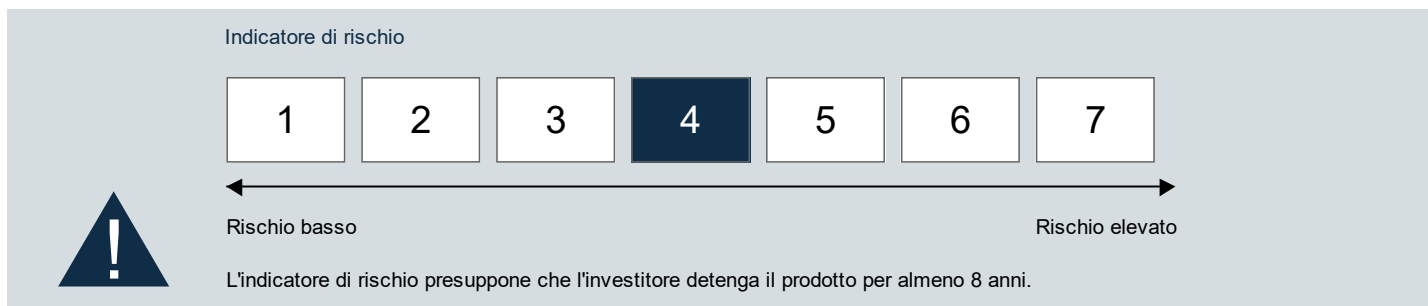 Indicatore di rischio
1 2 3 4 5 6 7
Rischio basso Rischio elevato
!
L'indicatore di rischio presuppone che l'investitore detenga il prodotto per almeno 8 anni.